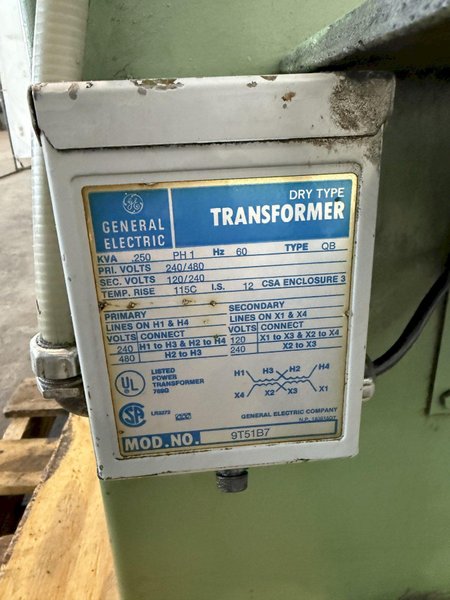 DRY TYPE
GENERAL ELECTRIC
TRANSFORMER
KVA .250 PH 1 Hz 60 TYPE QB
PRI. VOLTS 240/480
SEC. VOLTS 120/240
TEMP. RISE 115C I.S. 12 CSA ENCLOSURE 3
PRIMARY
LINES ON H1 & H4
VOLTS CONNECT
240 H1 to H3 & H2 to H4
480 H2 to H3
SECONDARY
LINES ON X1 & X4
VOLTS CONNECT
120 X1 to X3 & X2 to X4
240 X2 to X3
UL LISTED
POWER
TRANSFORMER
H1 H3 H2 H4
X4 X2 X3 X1
LR3272
GENERAL ELECTRIC COMPANY
N.P.
MOD.NO. 9T51B7